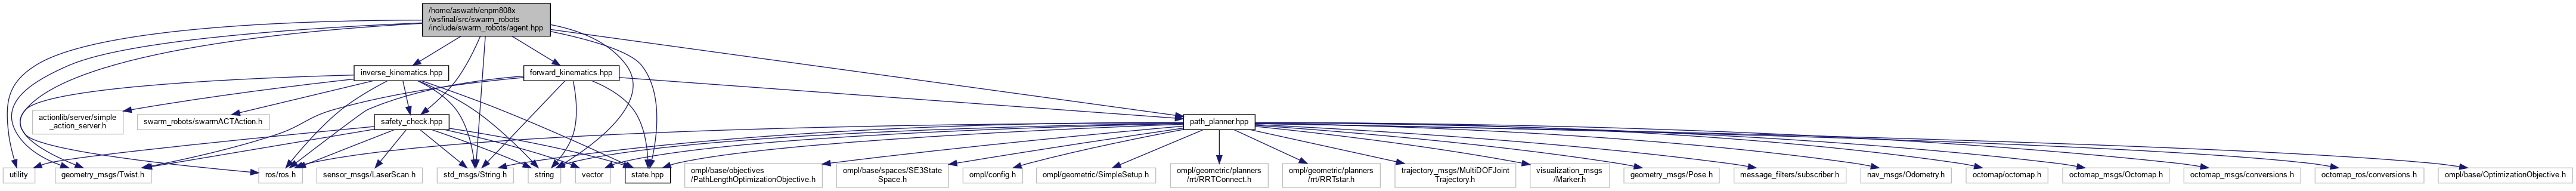 /home/aswath/enpm808x
/wsfinal/src/swarm_robots
/include/swarm_robots/agent.hpp
inverse_kinematics.hpp
forward_kinematics.hpp
actionlib/server/simple
_action_server.h
swarm_robots/swarmACTAction.h
safety_check.hpp
path_planner.hpp
utility
geometry_msgs/Twist.h
ros/ros.h
sensor_msgs/LaserScan.h
std_msgs/String.h
string
vector
state.hpp
ompl/base/objectives
/PathLengthOptimizationObjective.h
ompl/base/spaces/SE3State
Space.h
ompl/config.h
ompl/geometric/SimpleSetup.h
ompl/geometric/planners
/rrt/RRTConnect.h
ompl/geometric/planners
/rrt/RRTstar.h
trajectory_msgs/MultiDOFJoint
Trajectory.h
visualization_msgs
/Marker.h
geometry_msgs/Pose.h
message_filters/subscriber.h
nav_msgs/Odometry.h
octomap/octomap.h
octomap_msgs/Octomap.h
octomap_msgs/conversions.h
octomap_ros/conversions.h
ompl/base/OptimizationObjective.h